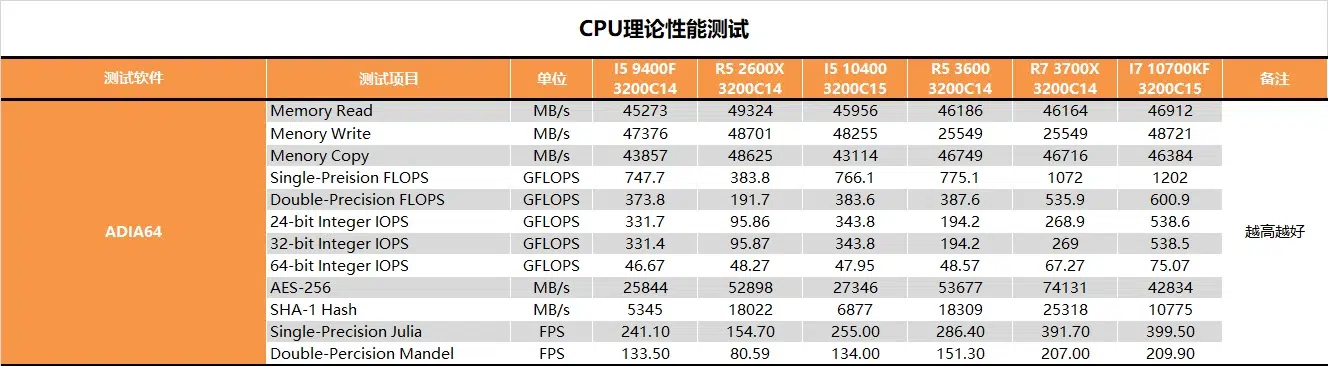 CPU理论性能测试
测试软件 测试项目 单位 I5 9400F 3200C14 R5 2600X 3200C14 I5 10400 3200C15 R5 3600 3200C14 R7 3700X 3200C14 I7 10700KF 3200C15 备注
Memory Read MB/s 45273 49324 45956 46186 46164 46912
Menory Write MB/s 47376 48701 48255 25549 25549 48721
Menory Copy MB/s 43857 48625 43114 46749 46716 46384
Single-Preision FLOPS GFLOPS 747.7 383.8 766.1 775.1 1072 1202
Double-Precision FLOPS GFLOPS 373.8 191.7 383.6 387.6 535.9 600.9
24-bit Integer IOPS GFLOPS 331.7 95.86 343.8 194.2 268.9 538.6
ADIA64 32-bit Integer IOPS GFLOPS 331.4 95.87 343.8 194.2 269 538.5 越高越好
64-bit Integer IOPS GFLOPS 46.67 48.27 47.95 48.57 67.27 75.07
AES-256 MB/s 25844 52898 27346 53677 74131 42834
SHA-1 Hash MB/s 5345 18022 6877 18309 25318 10775
Single-Precision Julia FPS 241.10 154.70 255.00 286.40 391.70 399.50
Double-Percision Mandel FPS 133.50 80.59 134.00 151.30 207.00 209.90